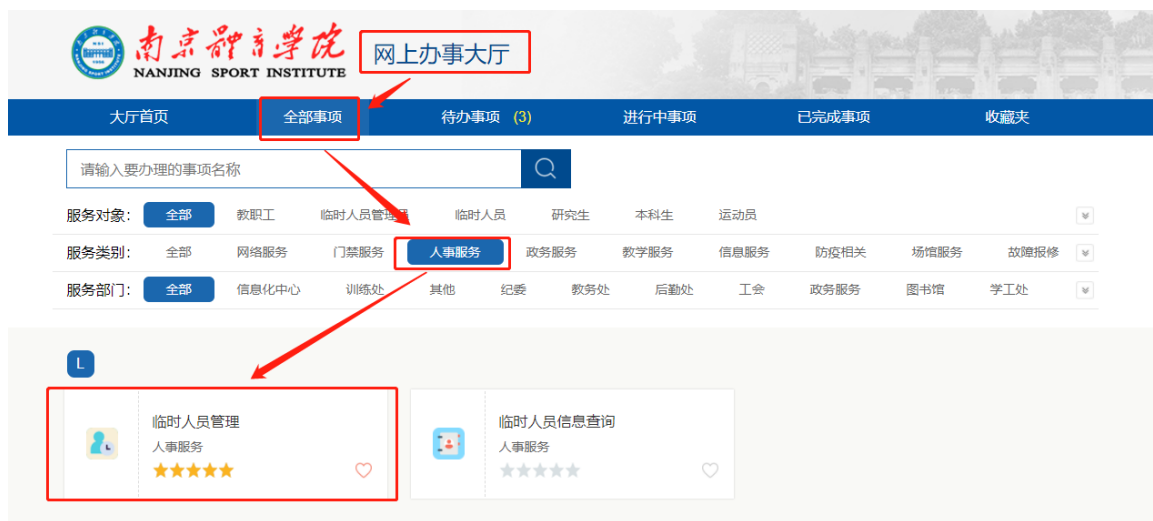 南京體育學院
NANJING SPORT INSTITUTE
网上办事大厅
大厅首页 全部事项 待办事项 (3) 进行中事项 已完成事项 收藏夹
请输入要办理的事项名称
服务对象: 全部 教职工 临时人员管理员 临时人员 研究生 本科生 运动员
服务类别: 全部 网络服务 门禁服务 人事服务 政务服务 教学服务 信息服务 防疫相关 场馆服务 故障报修
服务部门: 全部 信息化中心 训练处 其他 纪委 教务处 后勤处 工会 政务服务 图书馆 学工处
L
临时人员管理
人事服务
临时人员信息查询
人事服务